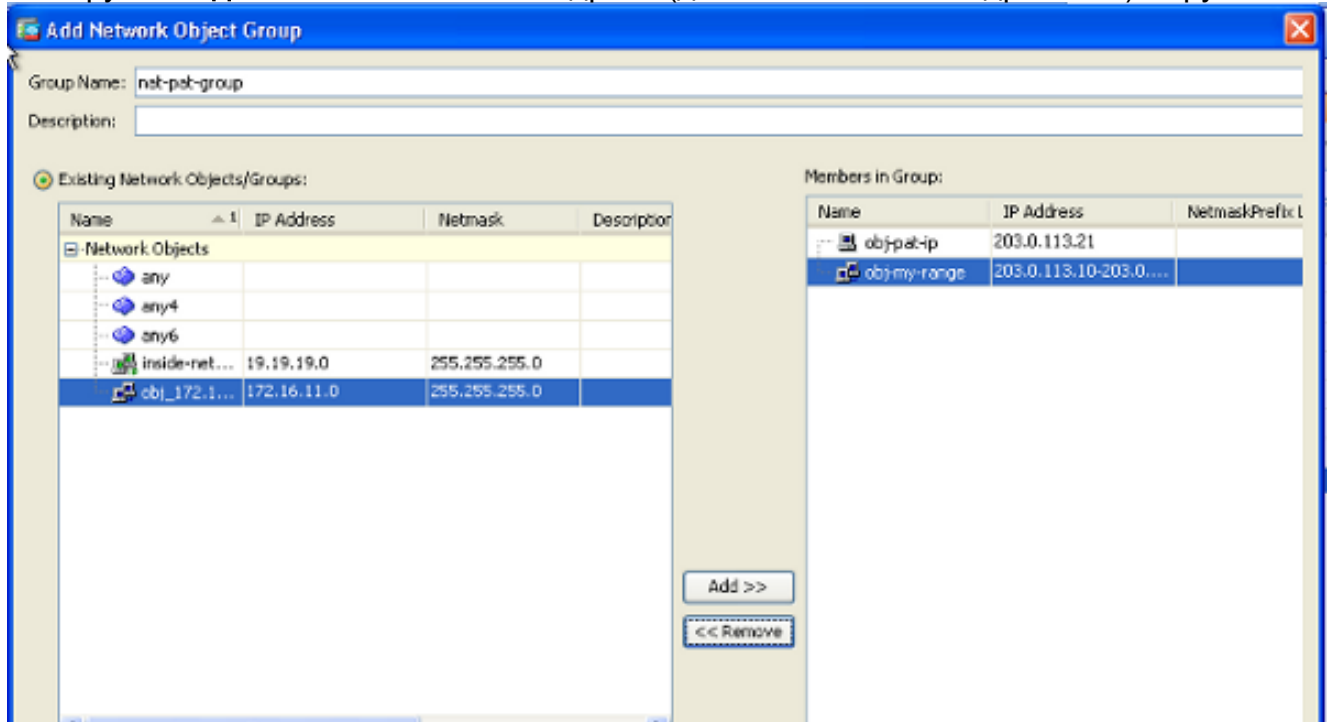 Add Network Object Group
Group Name: nat-pat-group
Description:
Existing Network Objects/Groups:
Members in Group:
Name 1 IP Address Netmask Description
Name IP Address NetmaskPrefix L
Network Objects
obj-pat-ip 203.0.113.21
any
obj-my-range 203.0.113.10-203.0....
any4
any6
inside-net... 19.19.19.0 255.255.255.0
obj_172.1... 172.16.11.0 255.255.255.0
Add >>
<< Remove